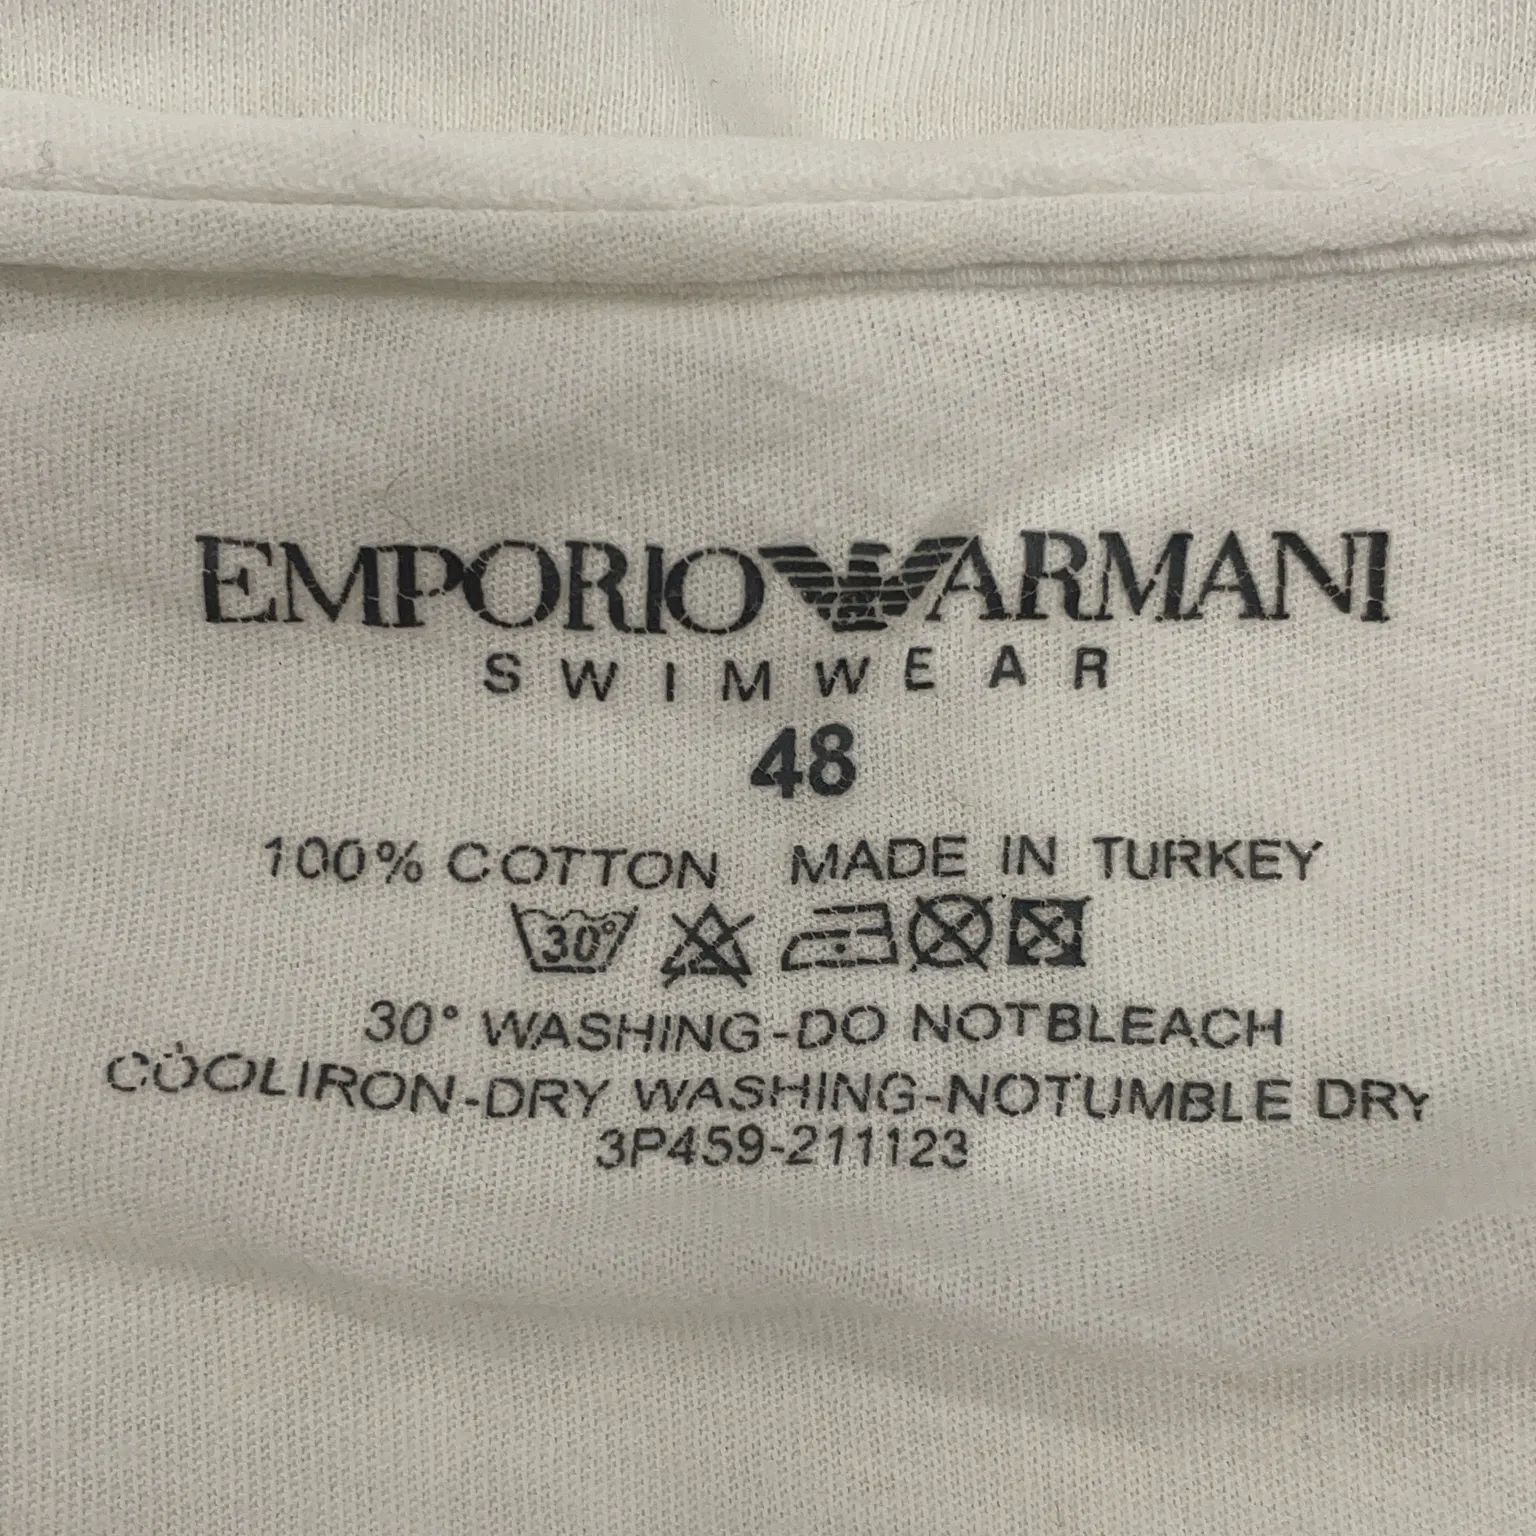 EMPORIO ARMANI
SWIMWEAR
48
100% COTTON MADE IN TURKEY
30°
30° WASHING-DO NOTBLEACH
COOLIRON-DRY WASHING-NOTUMBLE DRY
3P459-211123